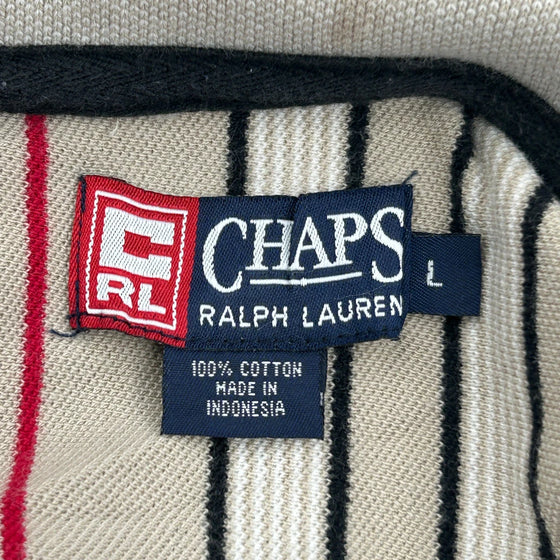 C
RL
CHAPS
RALPH LAUREN
L
100% COTTON
MADE IN
INDONESIA